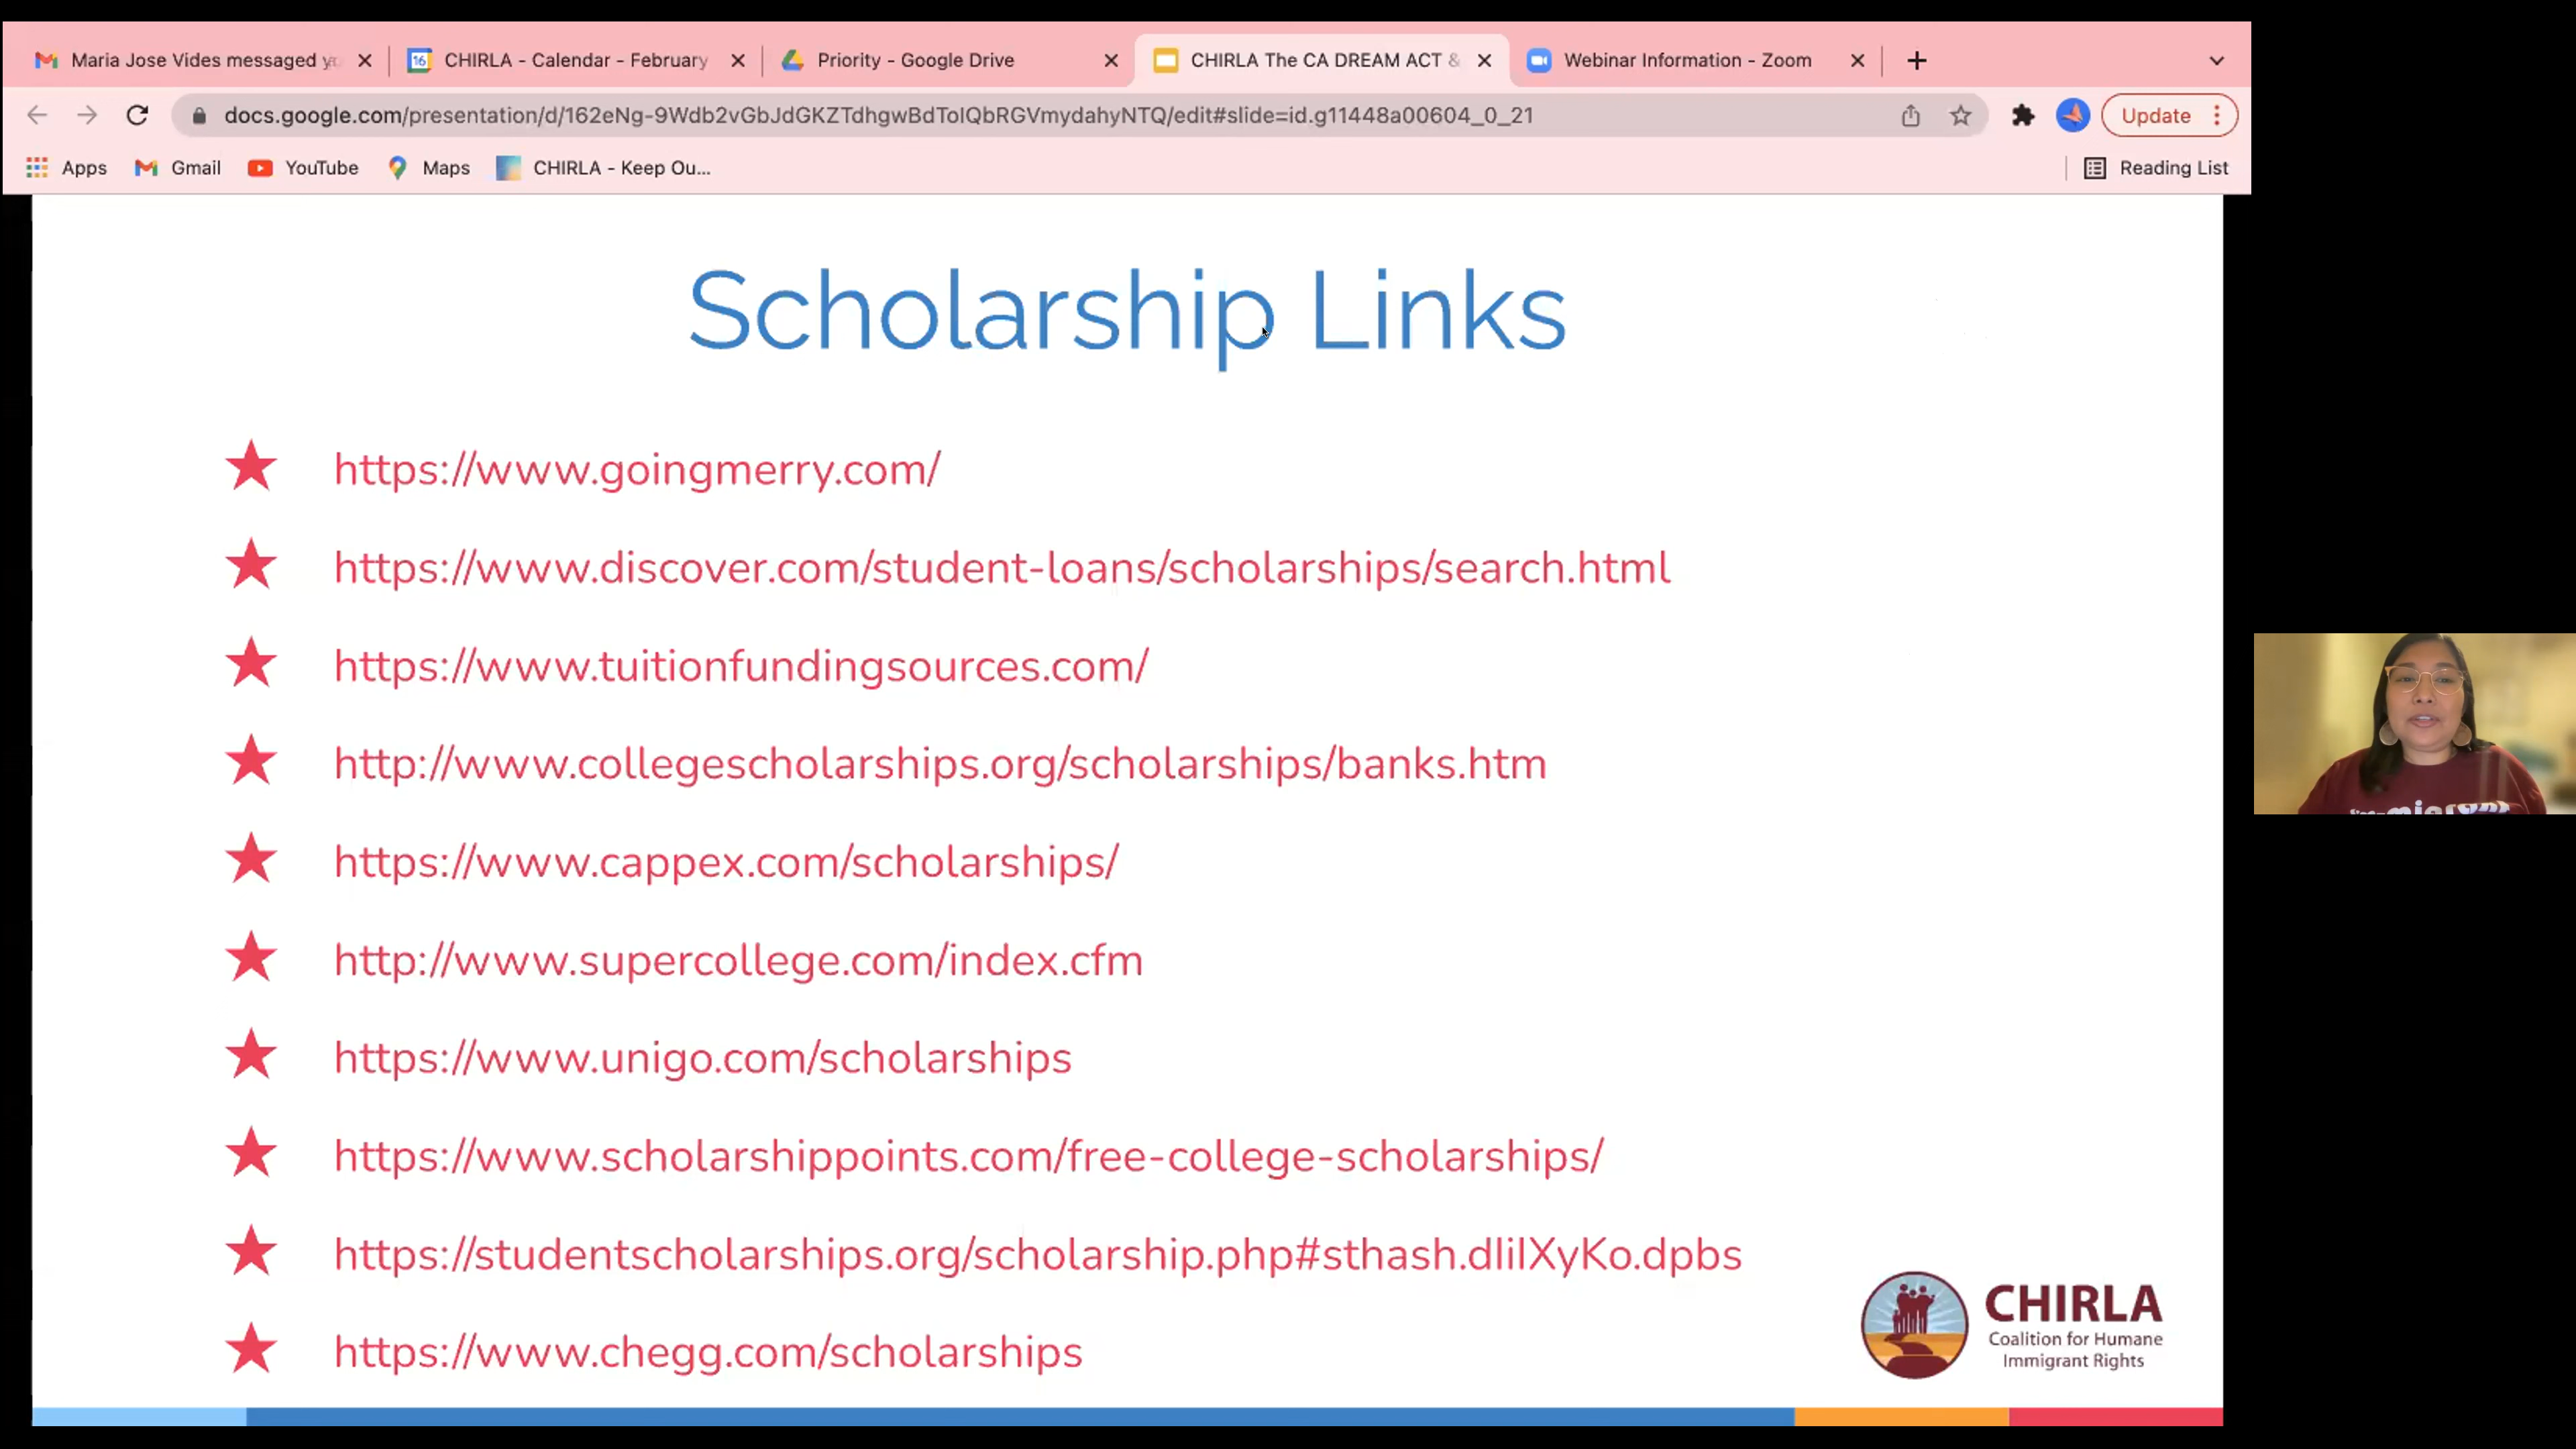 Maria Jose Vides messaged
CHIRLA - Calendar - February
Priority - Google Drive
CHIRLA The CA DREAM ACT &
Webinar Information - Zoom
docs.google.com/presentation/d/162eNg-9Wdb2vGbJdGKZTdhgwBdToIQbRGVmydahyNTQ/edit#slide=id.g11448a00604_0_21
Update
Apps
Gmail
YouTube
Maps
16
CHIRLA - Keep Ou...
Reading List
Scholarship Links
https://www.goingmerry.com/
https://www.discover.com/student-loans/scholarships/search.html
https://www.tuitionfundingsources.com/
http://www.collegescholarships.org/scholarships/banks.htm
https://www.cappex.com/scholarships/
http://www.supercollege.com/index.cfm
https://www.unigo.com/scholarships
https://www.scholarshippoints.com/free-college-scholarships/
https://studentscholarships.org/scholarship.php#sthash.dIilXyKo.dpbs
https://www.chegg.com/scholarships
CHIRLA
Coalition for Humane
Immigrant Rights